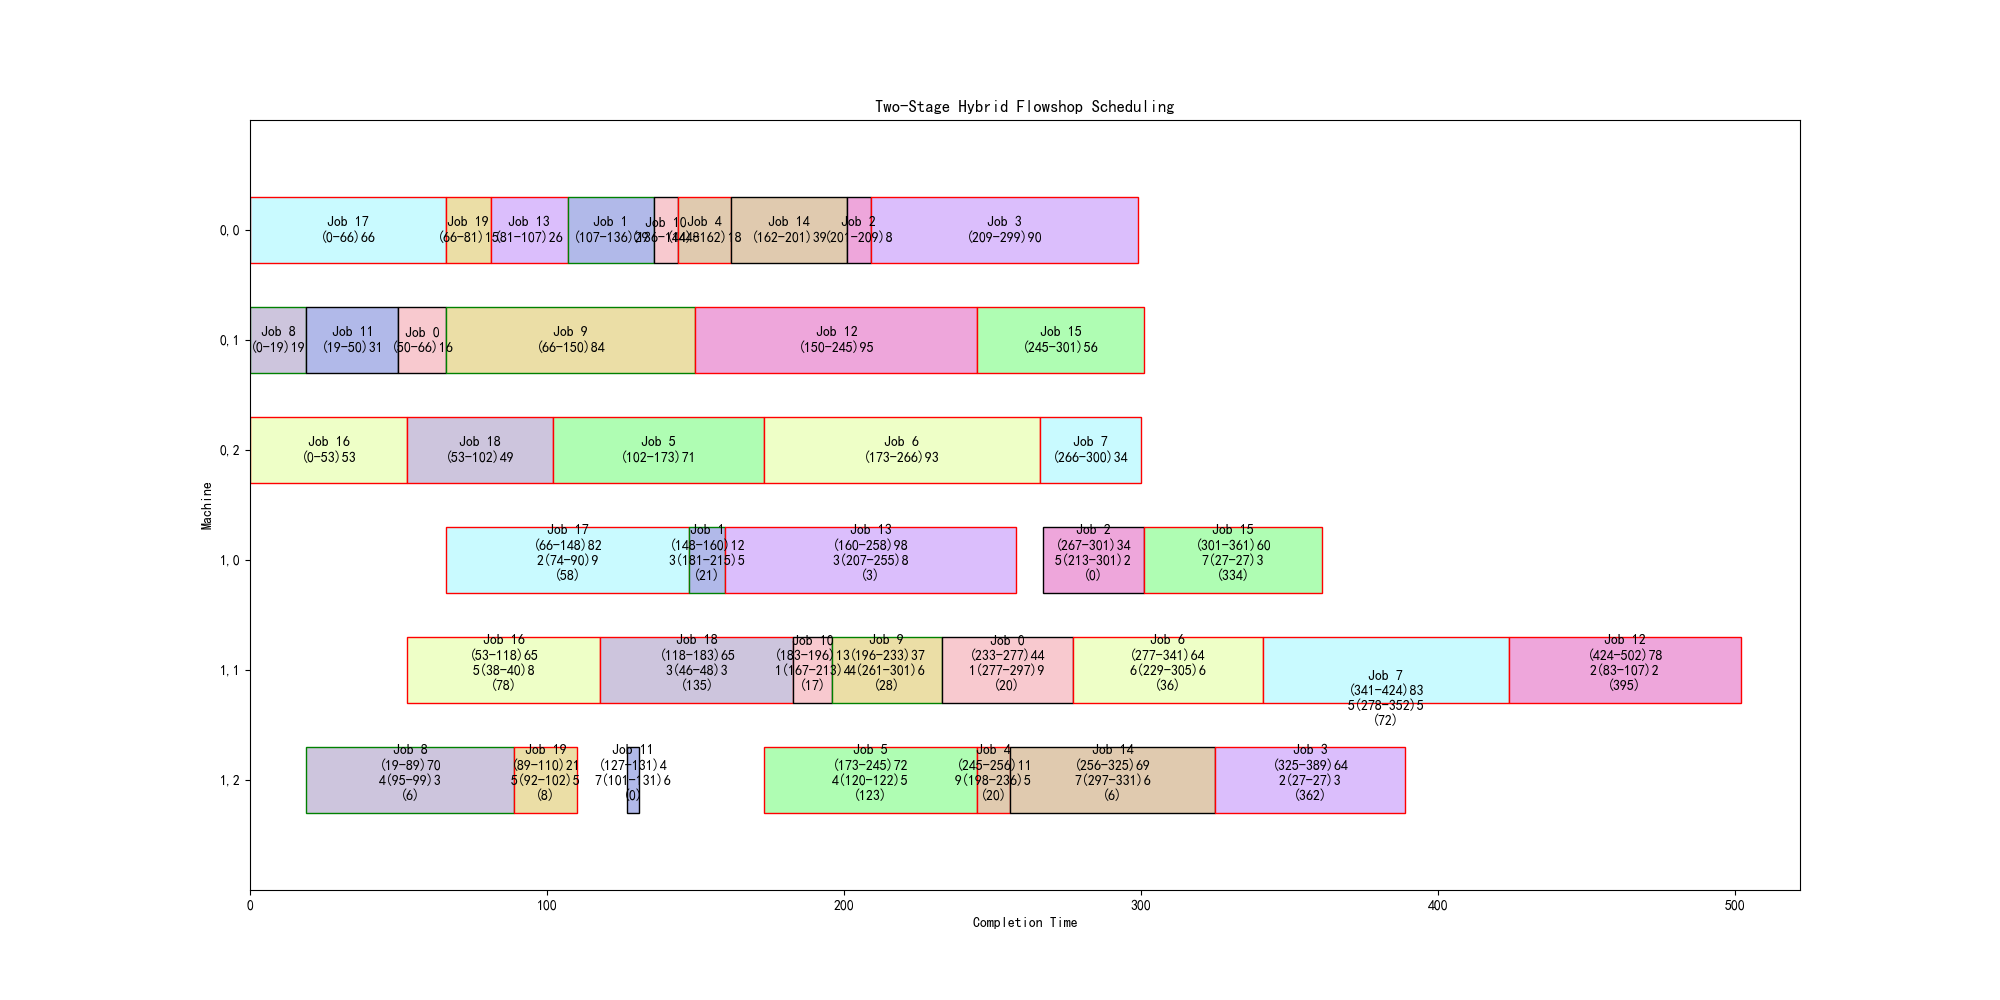 Two-Stage Hybrid Flowshop Scheduling
Machine
0,0
Job 17
(0-66)66
Job 19
(66-81)15
Job 13
(81-107)26
Job 1
(107-136)29
Job 10
(136-144)8
Job 4
(144-162)18
Job 14
(162-201)39
Job 2
(201-209)8
Job 3
(209-299)90
0,1
Job 8
(0-19)19
Job 11
(19-50)31
Job 0
(50-66)16
Job 9
(66-150)84
Job 12
(150-245)95
Job 15
(245-301)56
0,2
Job 16
(0-53)53
Job 18
(53-102)49
Job 5
(102-173)71
Job 6
(173-266)93
Job 7
(266-300)34
1,0
Job 17
(66-148)82
2(74-90)9
(58)
Job 1
(148-160)12
3(181-215)5
(21)
Job 13
(160-258)98
3(207-255)8
(3)
Job 2
(267-301)34
5(213-301)2
(0)
Job 15
(301-361)60
7(27-27)3
(334)
1,1
Job 16
(53-118)65
5(38-40)8
(78)
Job 18
(118-183)65
3(46-48)3
(135)
Job 10
(183-196)13
1(167-213)4
(17)
Job 9
(196-233)37
4(261-301)6
(28)
Job 0
(233-277)44
1(277-297)9
(20)
Job 6
(277-341)64
6(229-305)6
(36)
Job 7
(341-424)83
5(278-352)5
(72)
Job 12
(424-502)78
2(83-107)2
(395)
1,2
Job 8
(19-89)70
4(95-99)3
(6)
Job 19
(89-110)21
5(92-102)5
(8)
Job 11
(127-131)4
7(101-131)6
(0)
Job 5
(173-245)72
4(120-122)5
(123)
Job 4
(245-256)11
9(198-236)5
(20)
Job 14
(256-325)69
7(297-331)6
(6)
Job 3
(325-389)64
2(27-27)3
(362)
0
100
200
300
400
500
Completion Time